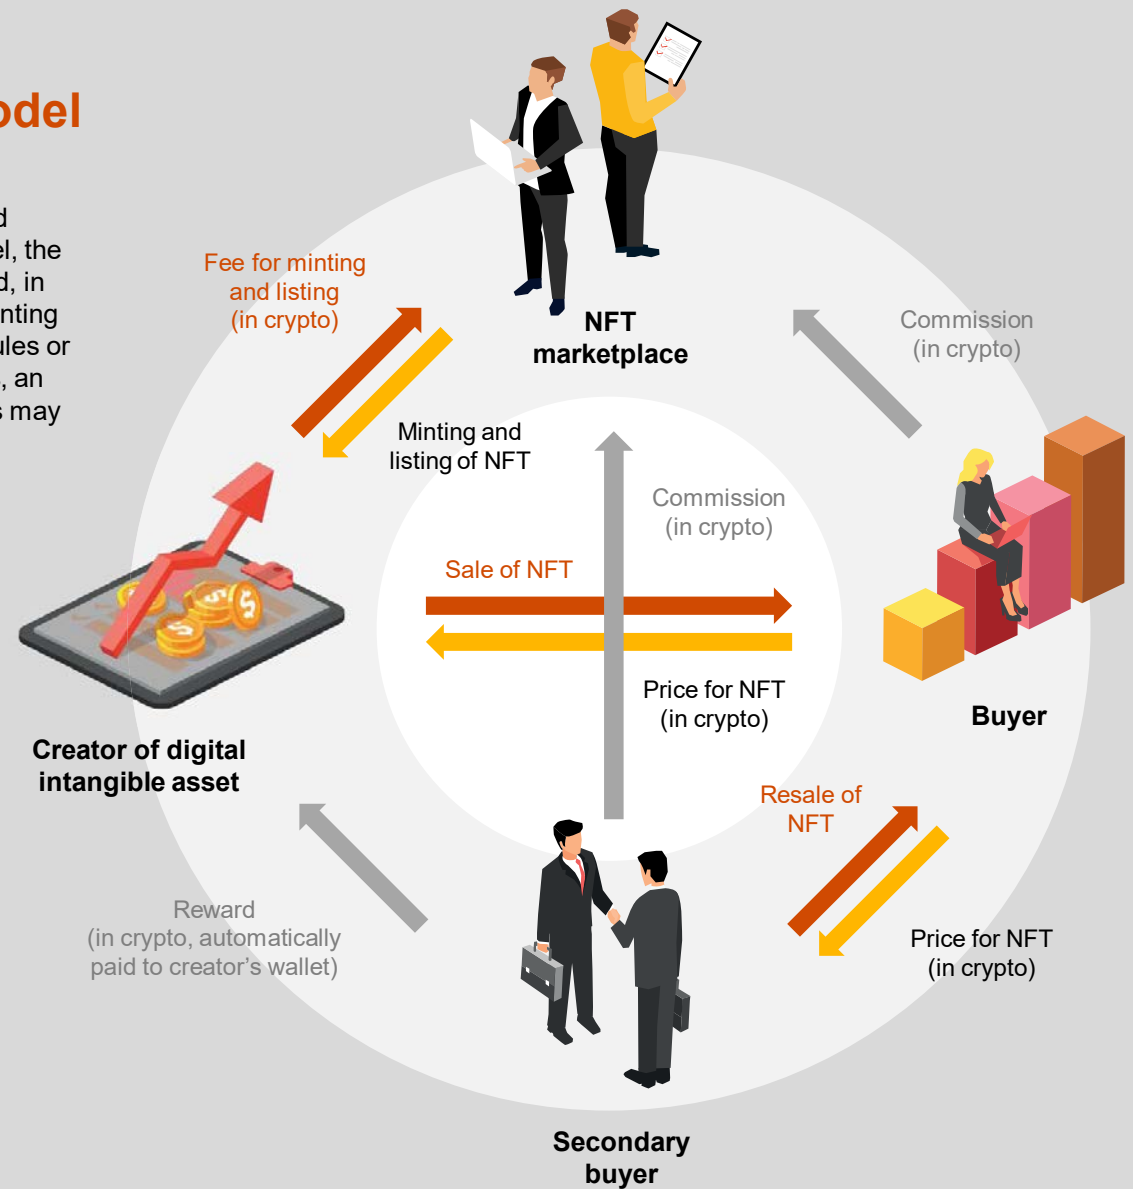 odel
d
el, the
d, in
nting
ules or
, an
s may
Fee for minting
and listing
(in crypto)
NFT
marketplace
Commission
(in crypto)
Minting and
listing of NFT
Commission
(in crypto)
Sale of NFT
Price for NFT
(in crypto)
Buyer
Creator of digital
intangible asset
Resale of
NFT
Reward
(in crypto, automatically
paid to creator’s wallet)
Price for NFT
(in crypto)
Secondary
buyer